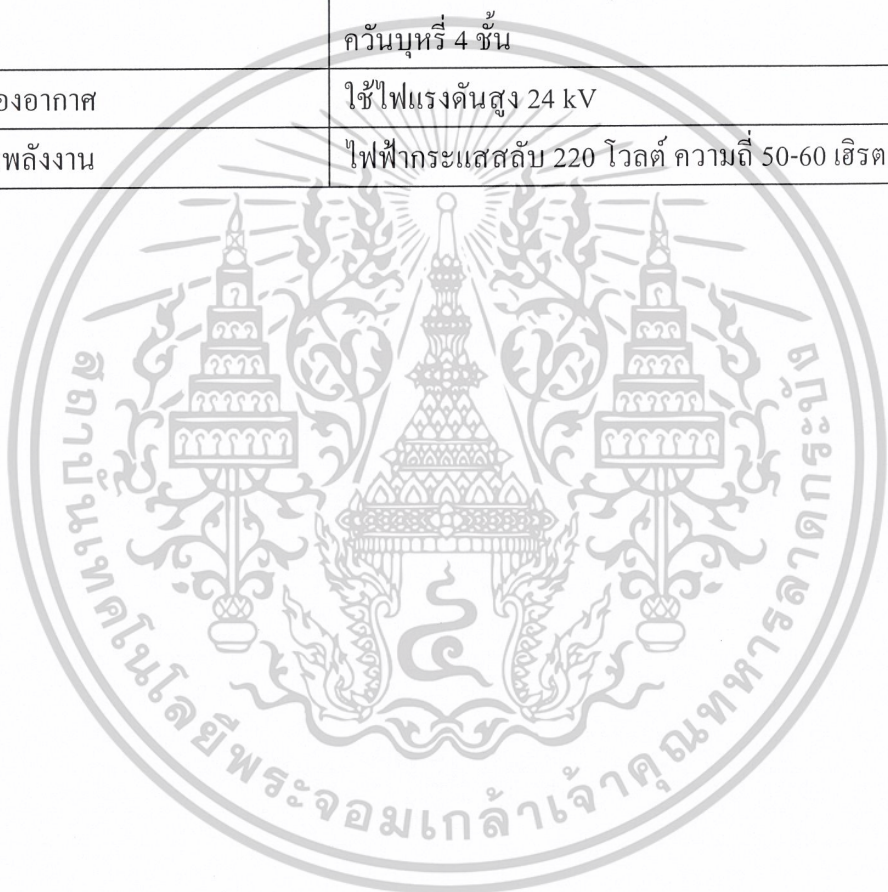 ควันบุหรี่ 4 ชั้น
องอากาศ ใช้ไฟแรงดันสูง 24 kV
พลังงาน ไฟฟ้ากระแสสลับ 220 โวลต์ ความถี่ 50-60 เฮิรต
สถาบันเทคโนโลยีพระจอมเกล้าเจ้าคุณทหารลาดกระบัง
๔